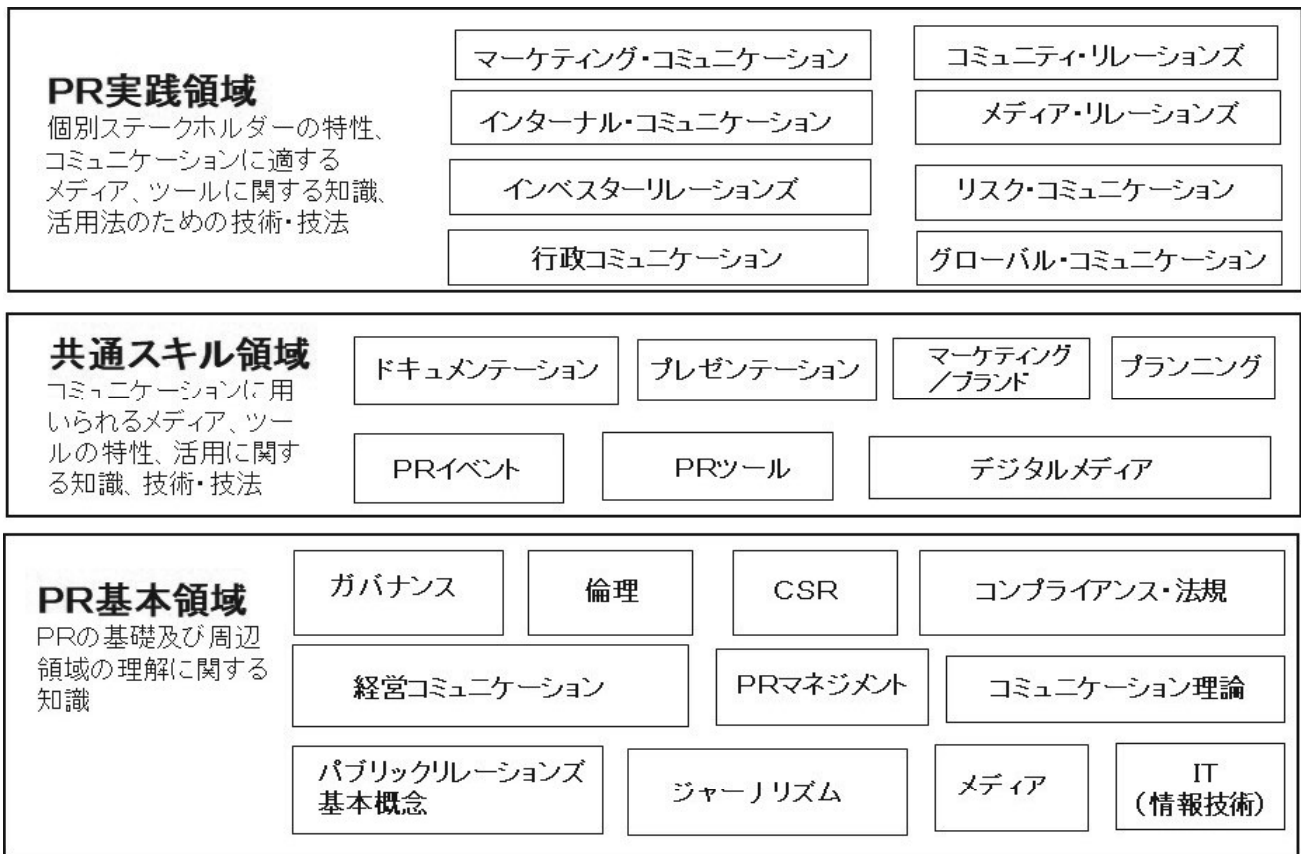 PR実践領域
個別ステークホルダーの特性、
コミュニケーションに適する
メディア、ツールに関する知識、
活用法のための技術・技法
マーケティング・コミュニケーション
コミュニティ・リレーションズ
インターナル・コミュニケーション
メディア・リレーションズ
インベスターリレーションズ
リスク・コミュニケーション
行政コミュニケーション
グローバル・コミュニケーション
共通スキル領域
コミュニケーションに用
いられるメディア、ツー
ルの特性、活用に関す
る知識、技術・技法
ドキュメンテーション
プレゼンテーション
マーケティング
／ブランド
プランニング
PRイベント
PRツール
デジタルメディア
PR基本領域
PRの基礎及び周辺
領域の理解に関する
知識
ガバナンス
倫理
CSR
コンプライアンス・法規
経営コミュニケーション
PRマネジメント
コミュニケーション理論
パブリックリレーションズ
基本概念
ジャーナリズム
メディア
IT
（情報技術）